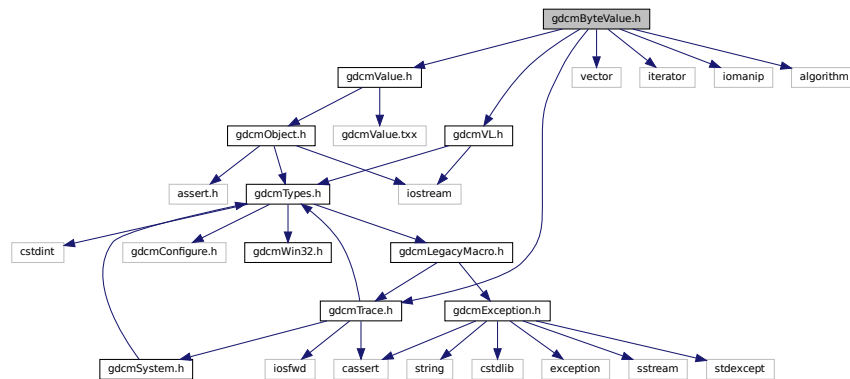 gdcmByteValue.h
gdcmValue.h
vector
iterator
iomanip
algorithm
gdcmObject.h
gdcmValue.txx
gdcmVL.h
assert.h
gdcmTypes.h
iostream
cstdint
gdcmConfigure.h
gdcmWin32.h
gdcmLegacyMacro.h
gdcmTrace.h
gdcmException.h
gdcmSystem.h
iosfwd
cassert
string
cstdlib
exception
sstream
stdexcept